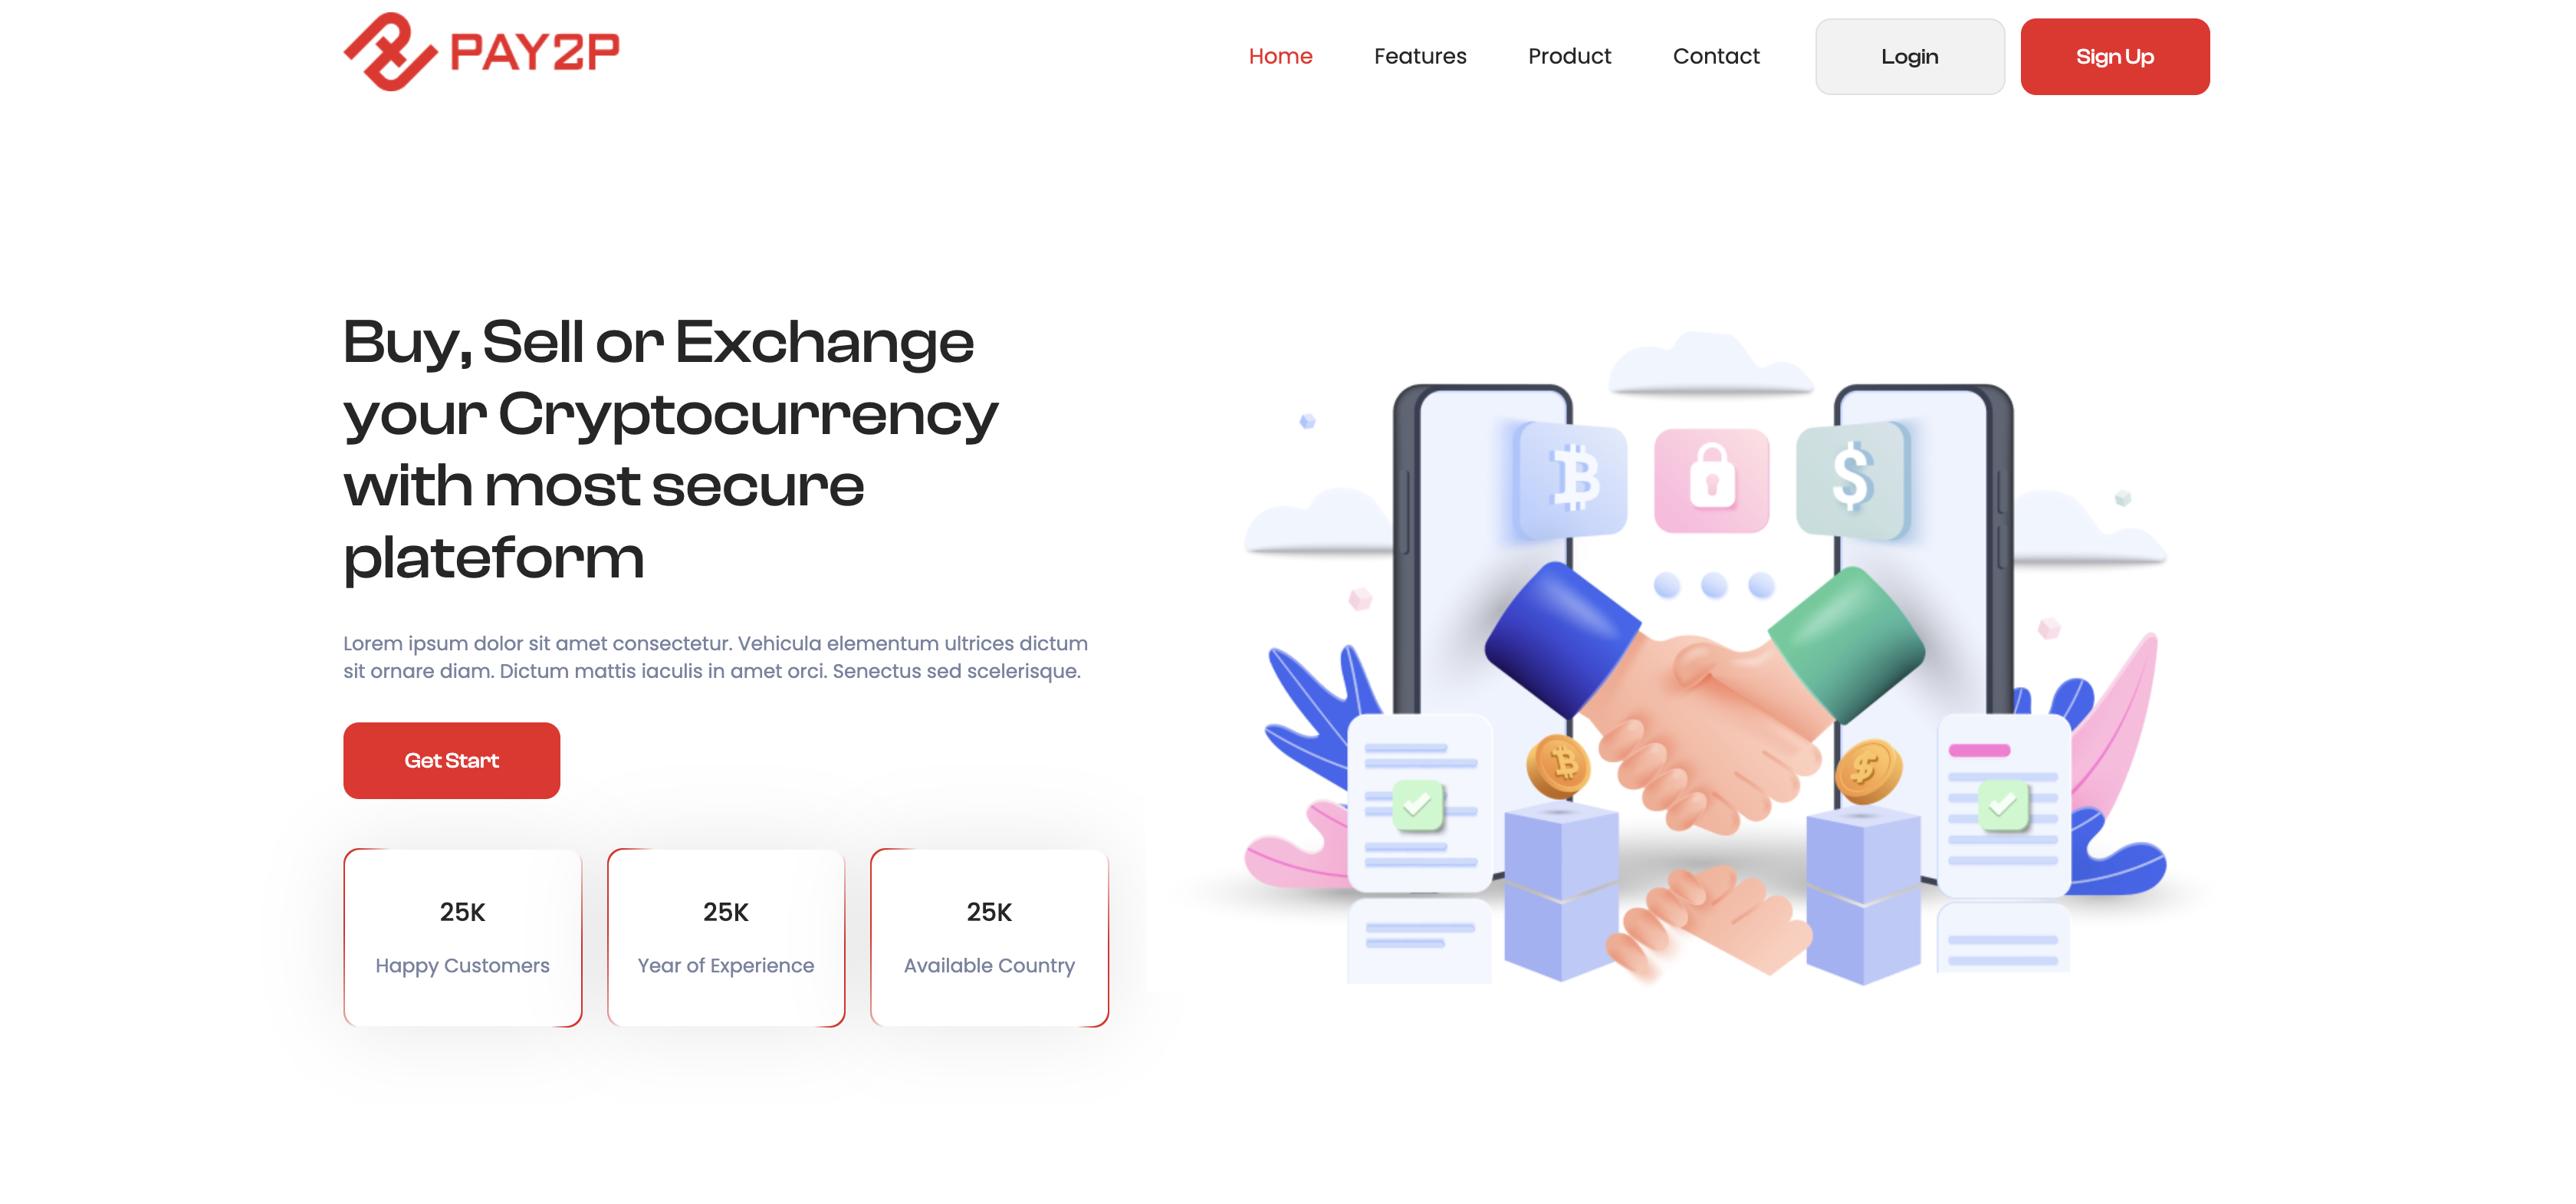 PAY2P
Home
Features
Product
Contact
Login
Sign Up
Buy, Sell or Exchange
your Cryptocurrency
with most secure
plateform
Lorem ipsum dolor sit amet consectetur. Vehicula elementum ultrices dictum
sit ornare diam. Dictum mattis iaculis in amet orci. Senectus sed scelerisque.
Get Start
25K
Happy Customers
25K
Year of Experience
25K
Available Country